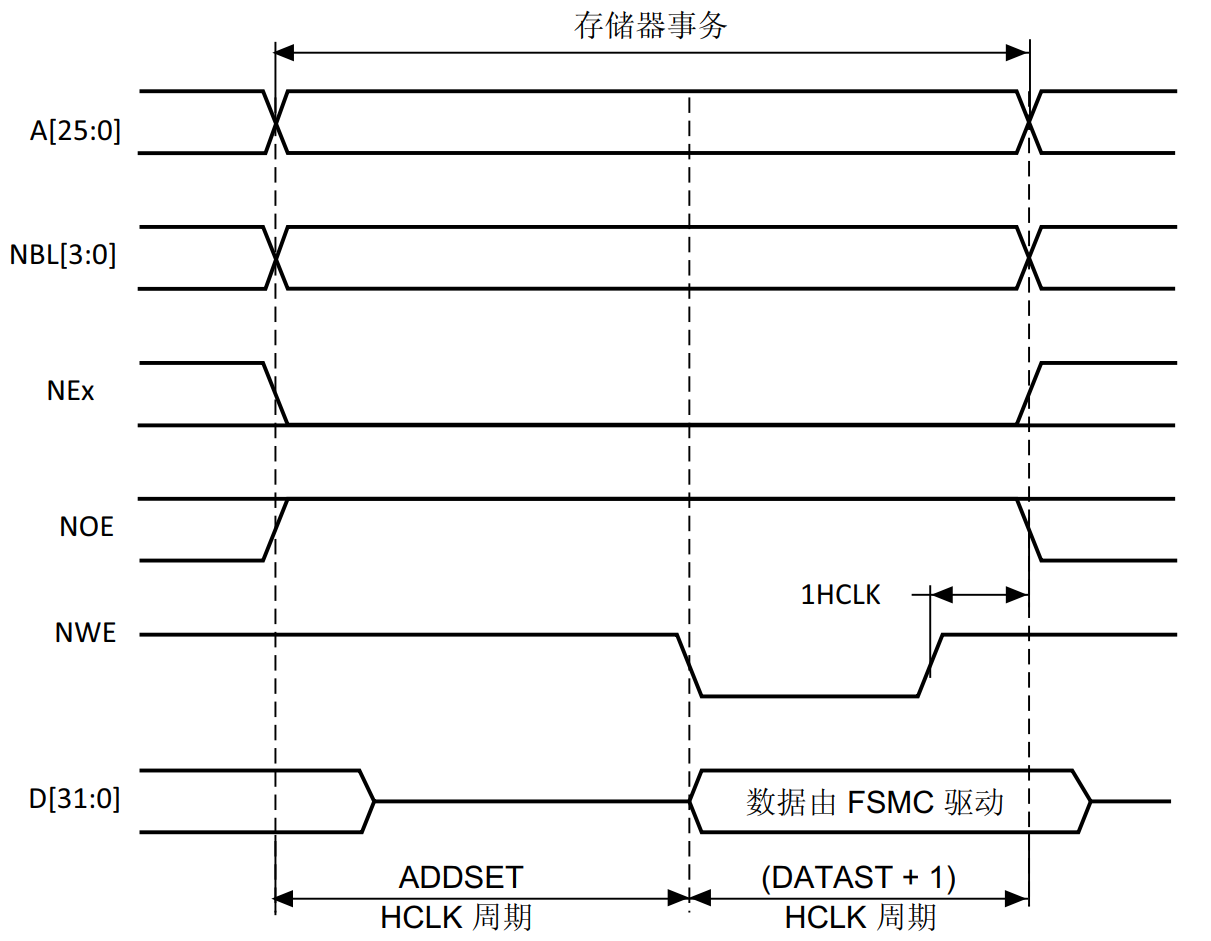 存储器事务
A[25:0]
NBL[3:0]
NEx
NOE
1HCLK
NWE
D[31:0]
数据由 FSMC 驱动
ADDSET
HCLK 周期
(DATAST + 1)
HCLK 周期